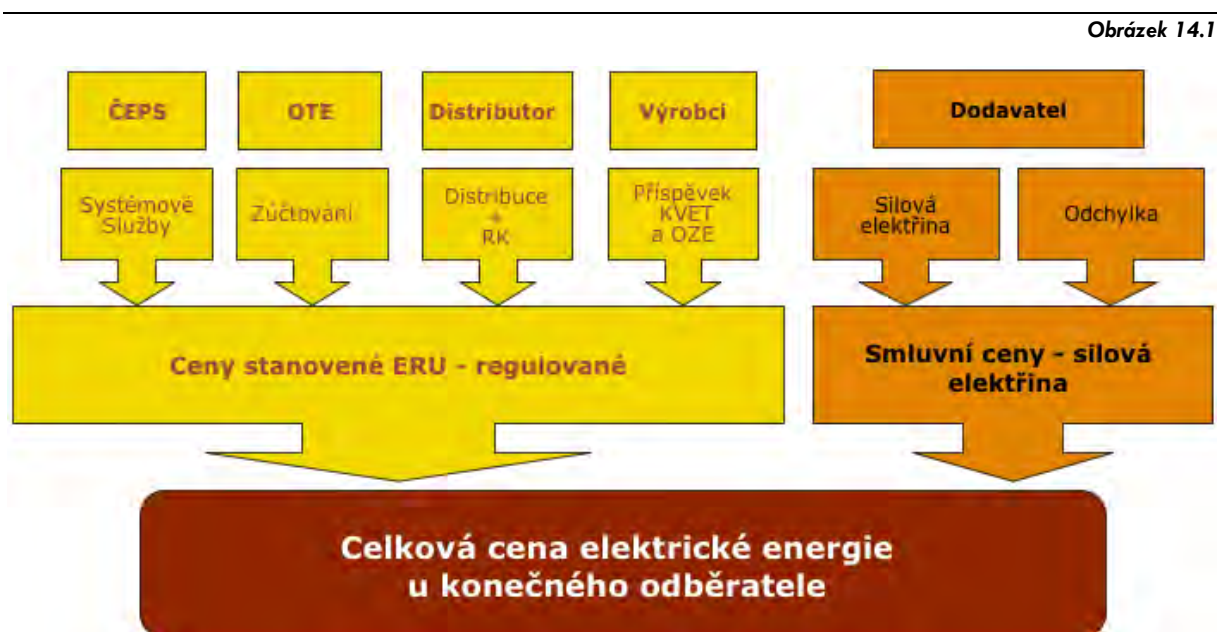 Obrázek 14.1
ČEPS
OTE
Distributor
Výrobci
Dodavatel
Systémové
Služby
Zúčtování
Distribuce
+
RK
Příspěvek
KVET
a OZE
Silová
elektřina
Odchylka
Ceny stanovené ERU - regulované
Smluvní ceny - silová
elektřina
Celková cena elektrické energie
u konečného odběratele